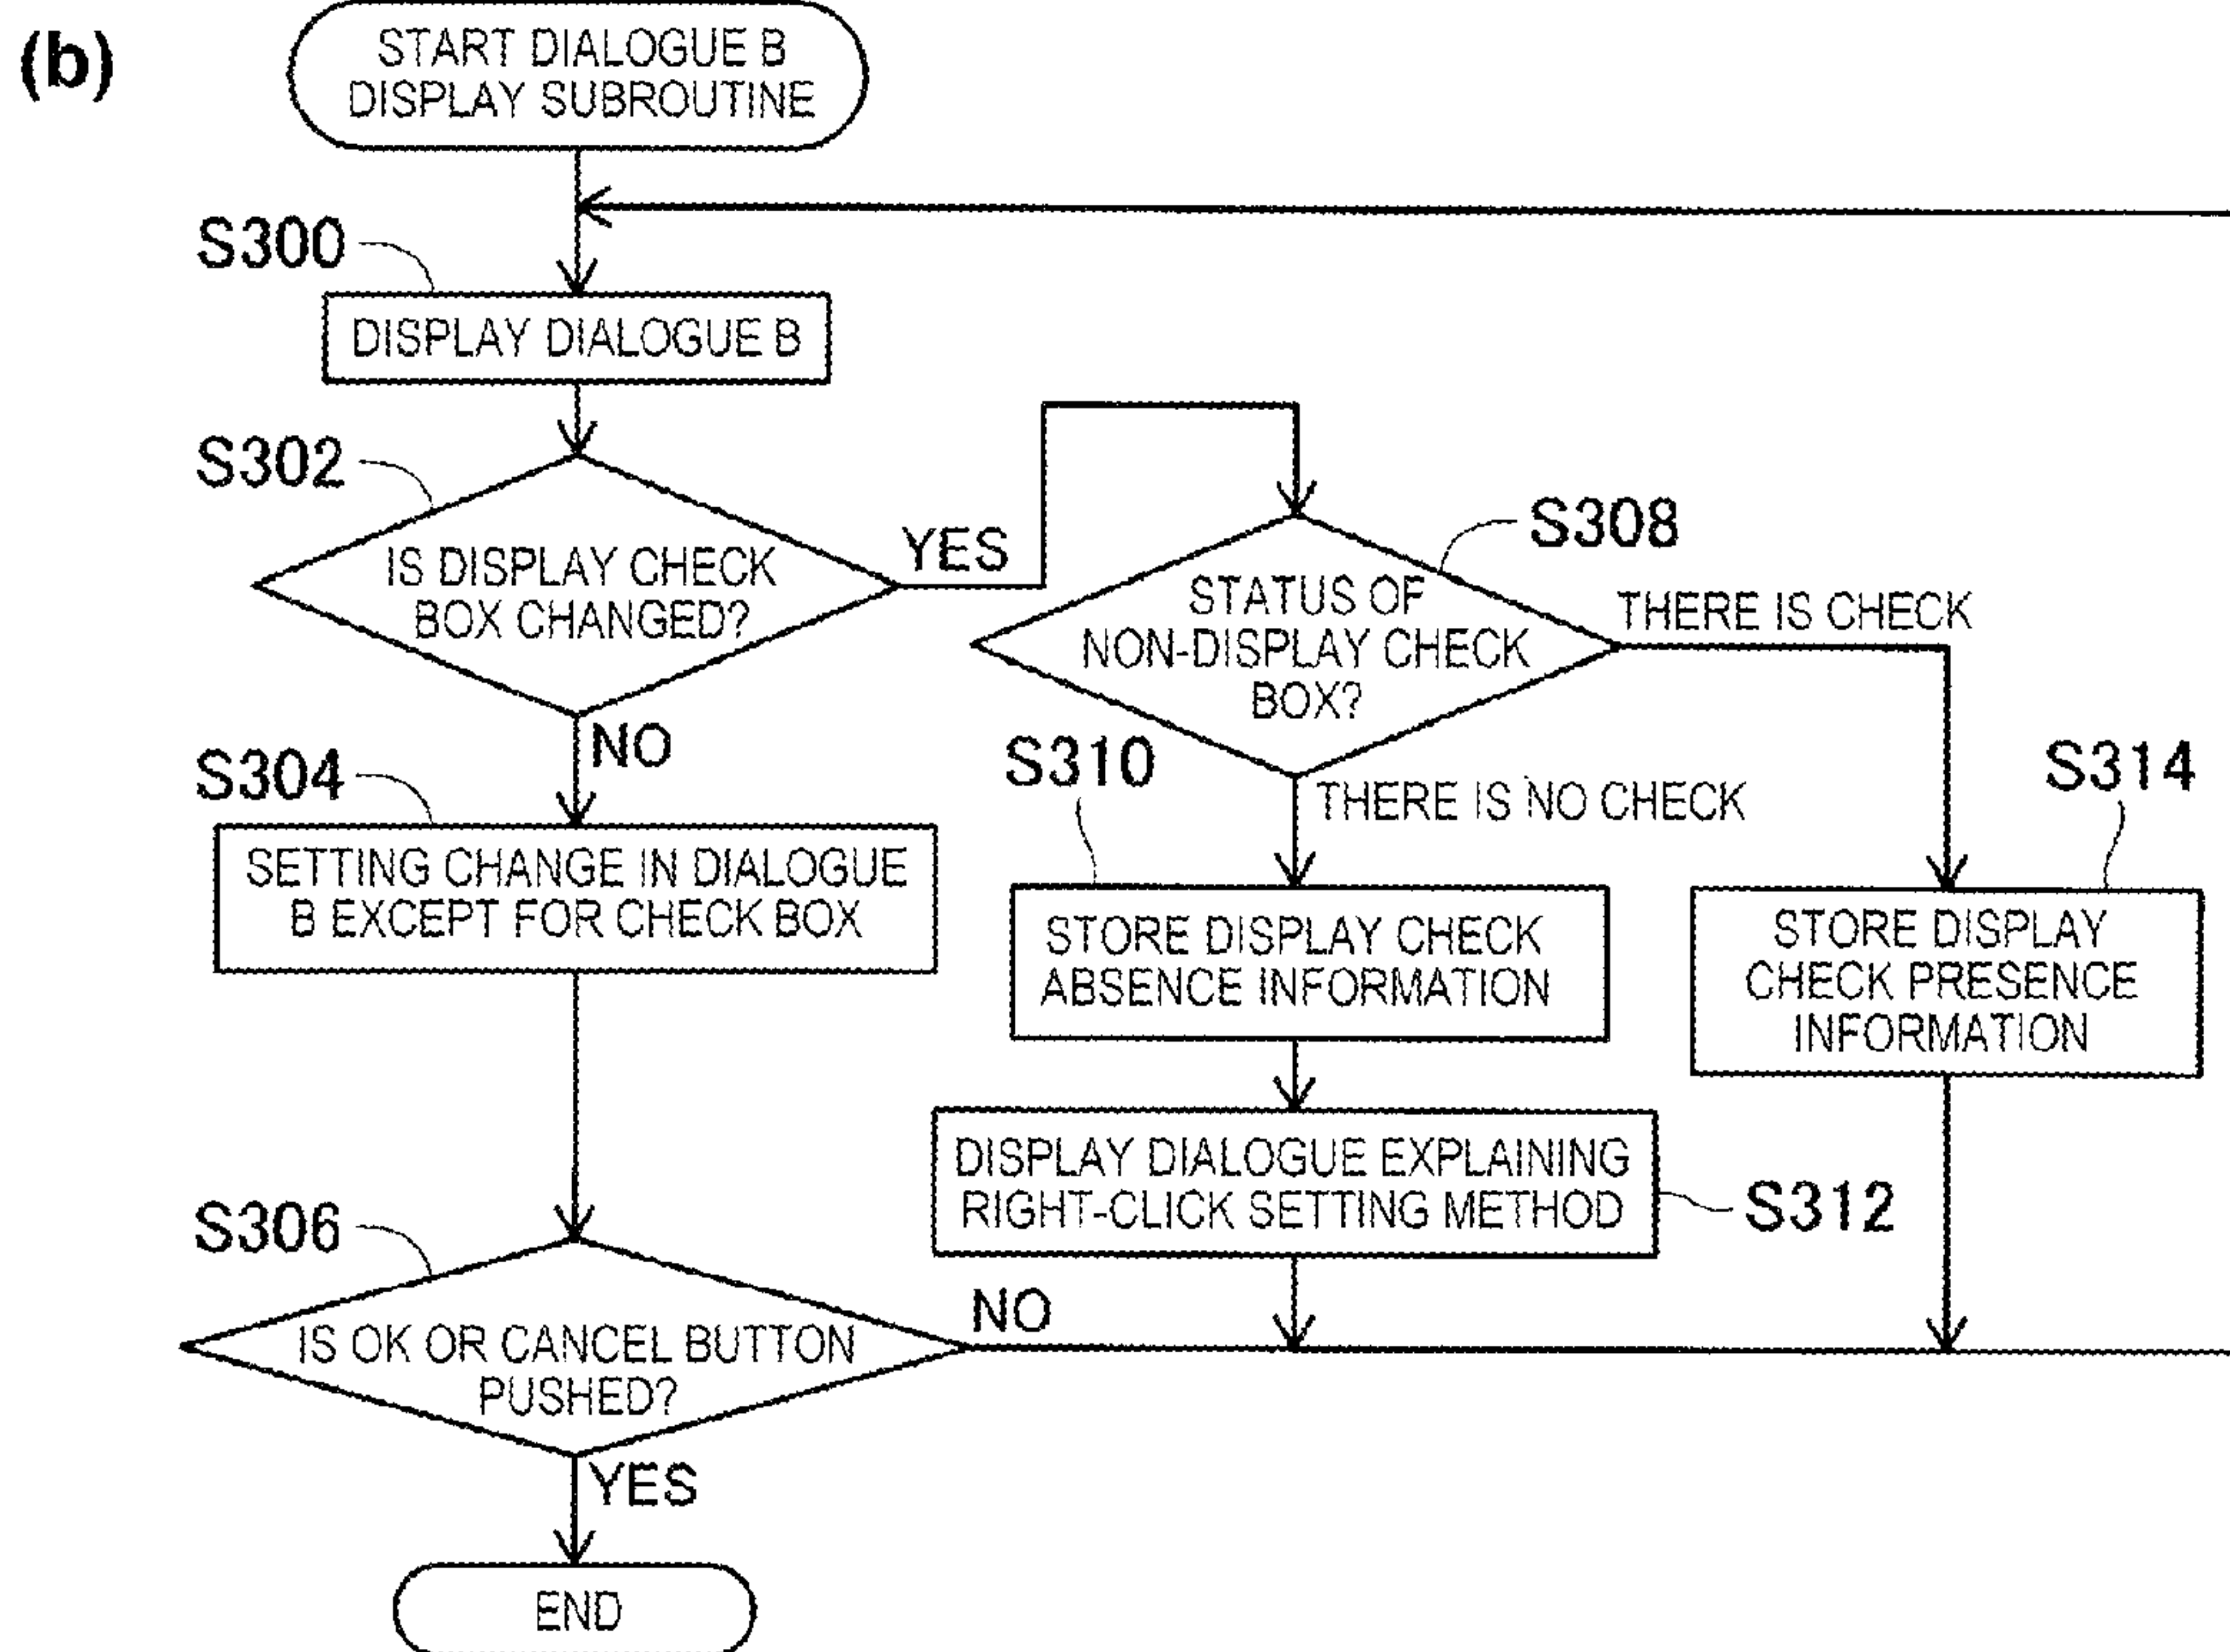 (b)
START DIALOGUE B
DISPLAY SUBROUTINE
S300
DISPLAY DIALOGUE B
S302
IS DISPLAY CHECK
BOX CHANGED?
YES
NO
S308
STATUS OF
NON-DISPLAY CHECK
BOX?
THERE IS CHECK
THERE IS NO CHECK
S304
SETTING CHANGE IN DIALOGUE
B EXCEPT FOR CHECK BOX
S310
STORE DISPLAY CHECK
ABSENCE INFORMATION
S314
STORE DISPLAY
CHECK PRESENCE
INFORMATION
DISPLAY DIALOGUE EXPLAINING
RIGHT-CLICK SETTING METHOD
S312
S306
IS OK OR CANCEL BUTTON
PUSHED?
NO
YES
END